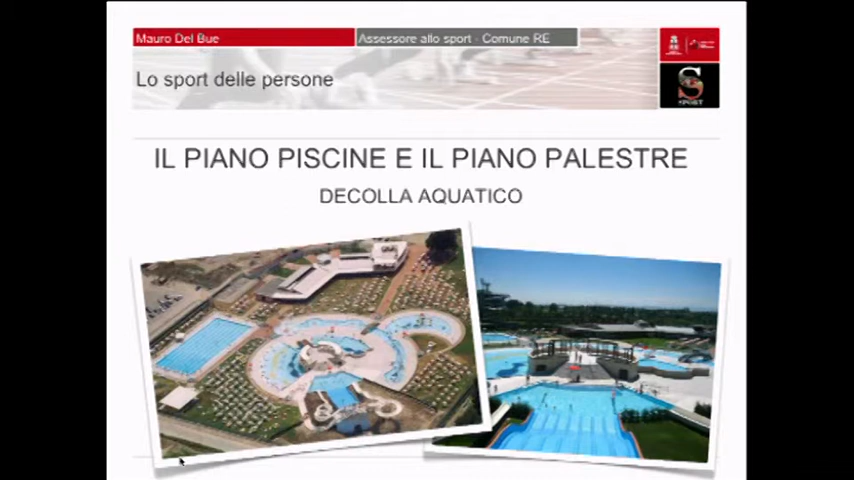 Mauro Del Bue
Assessore allo sport - Comune RE
Lo sport delle persone
S
SPORT
IL PIANO PISCINE E IL PIANO PALESTRE
DECOLLA AQUATICO